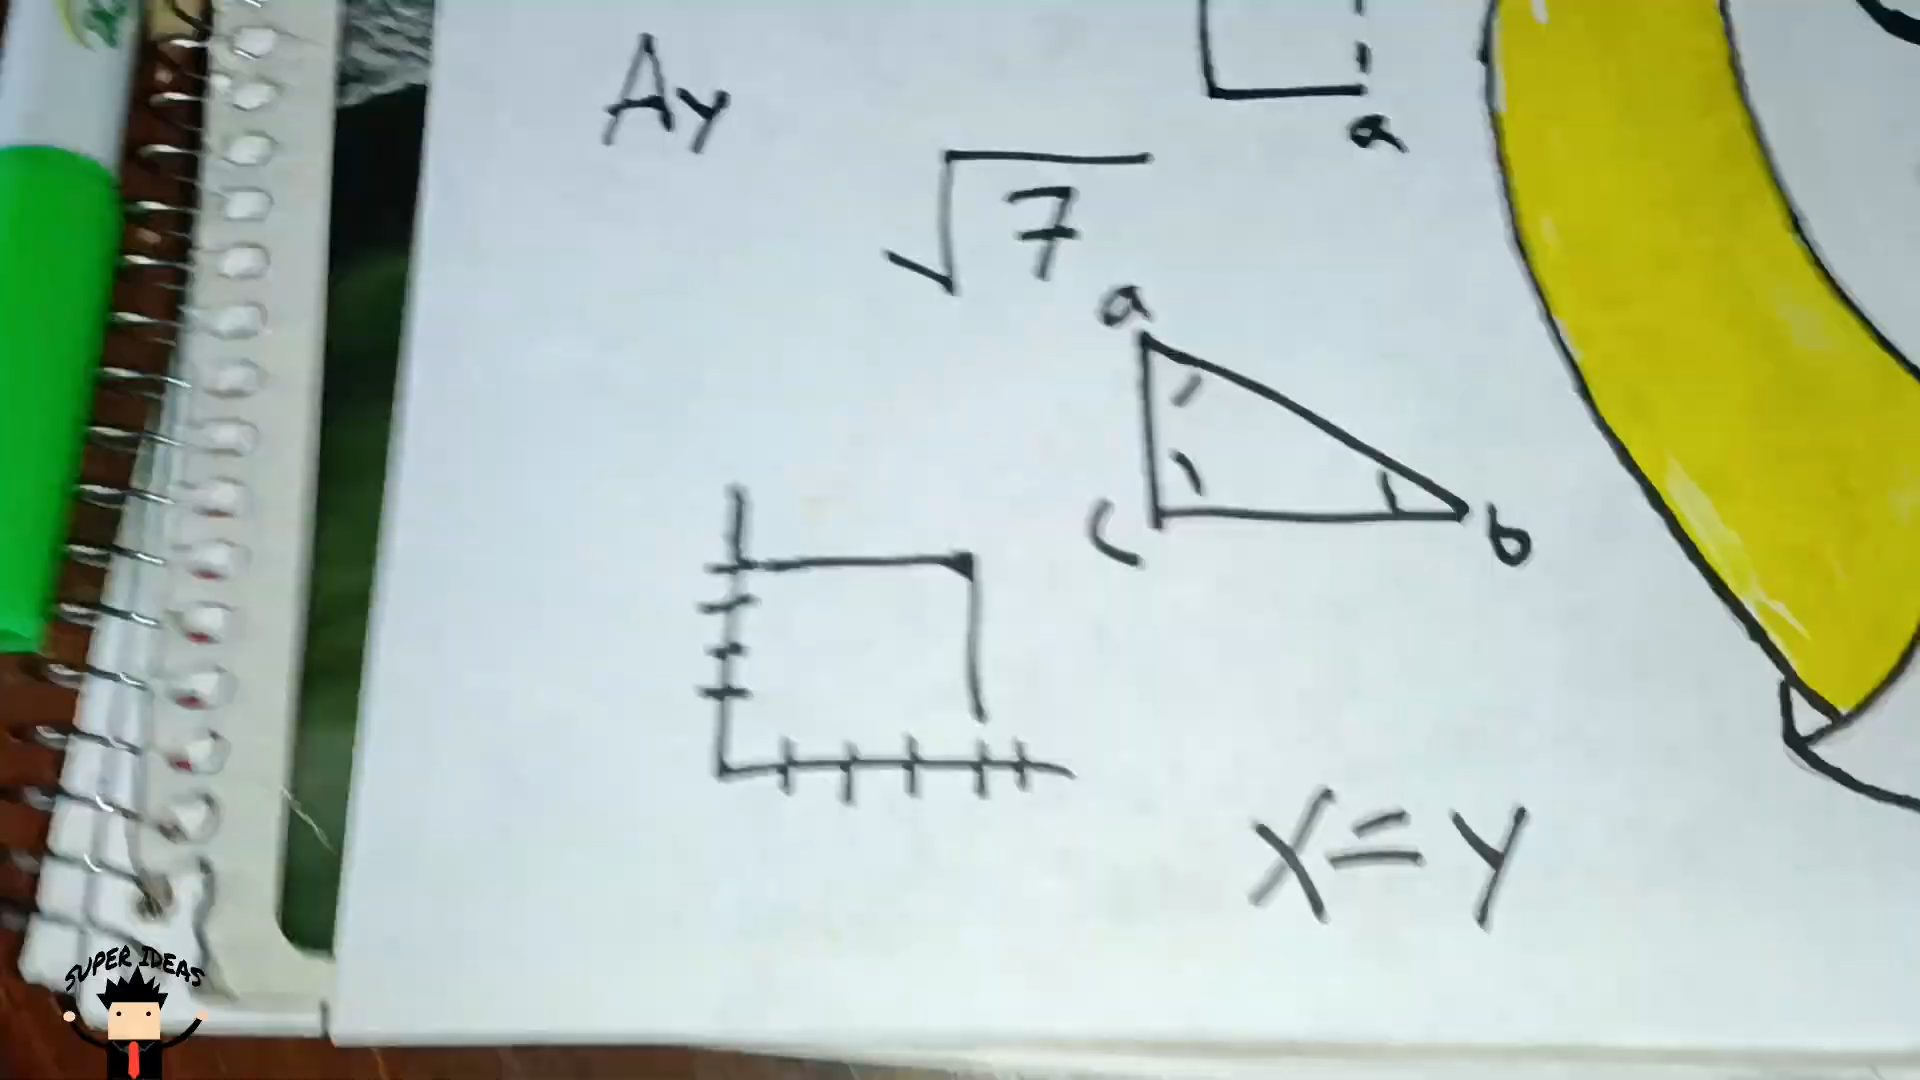 Ay
a
√7
a
c
b
x = y
SUPER IDEAS